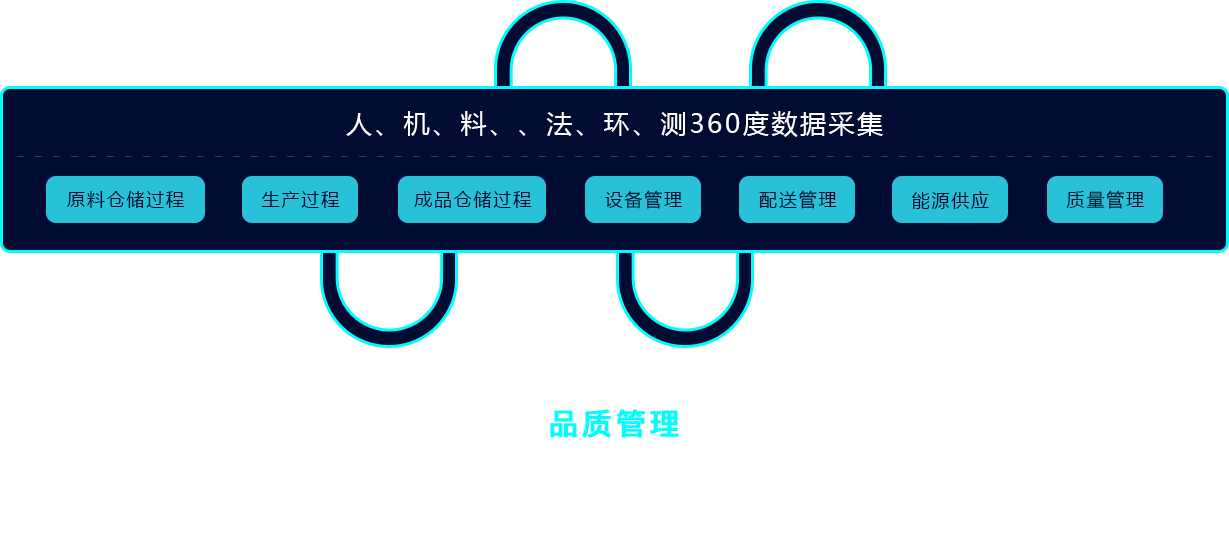 人、机、料、、法、环、测360度数据采集
原料仓储过程 生产过程 成品仓储过程 设备管理 配送管理 能源供应 质量管理
品质管理